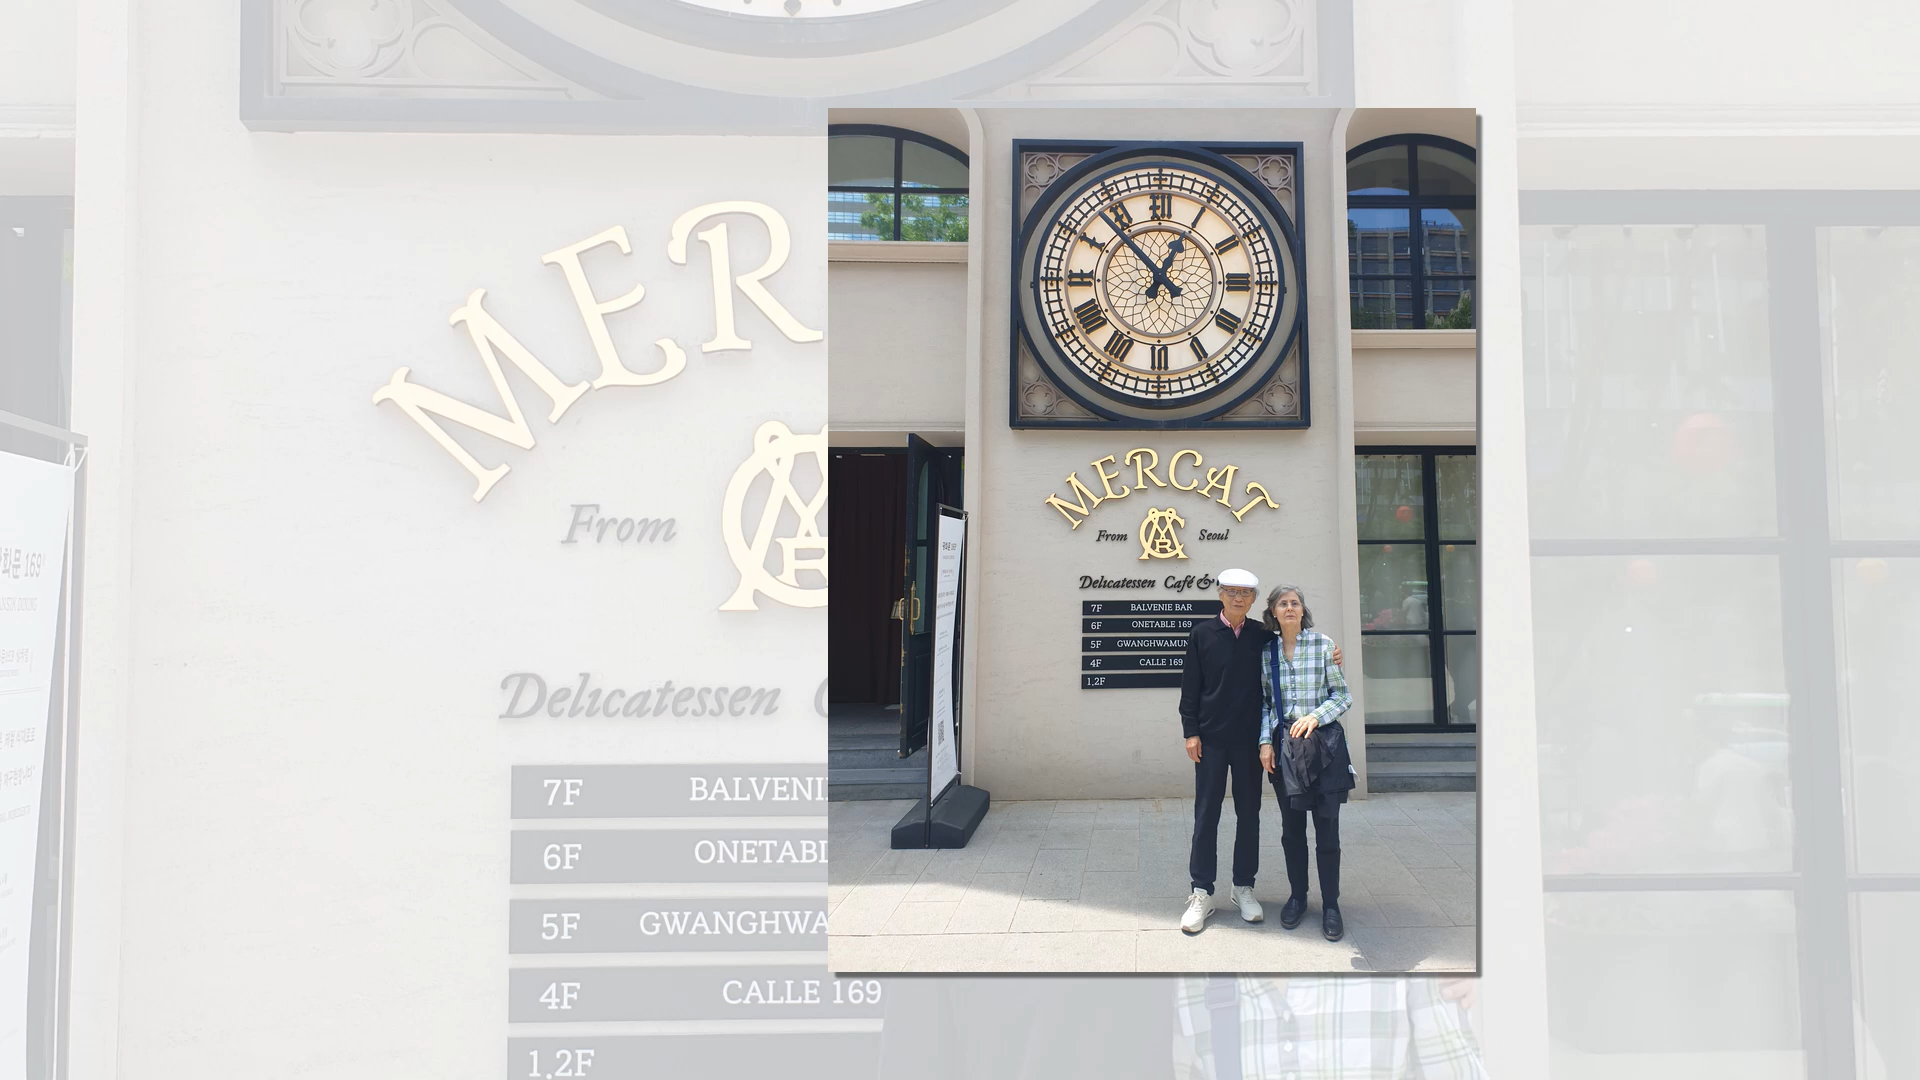 MERCAT
From Seoul
Delicatessen Café &
7F BALVENIE BAR
6F ONETABLE 169
5F GWANGHWAMUN
4F CALLE 169
1.2F